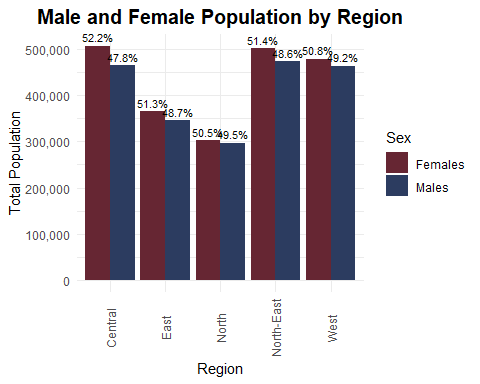 Male and Female Population by Region
Total Population
500,000
400,000
300,000
200,000
100,000
0
52.2%
47.8%
51.3%
48.7%
50.5%
49.5%
51.4%
48.6%
50.8%
49.2%
Central
East
North
North-East
West
Region
Sex
Females
Males